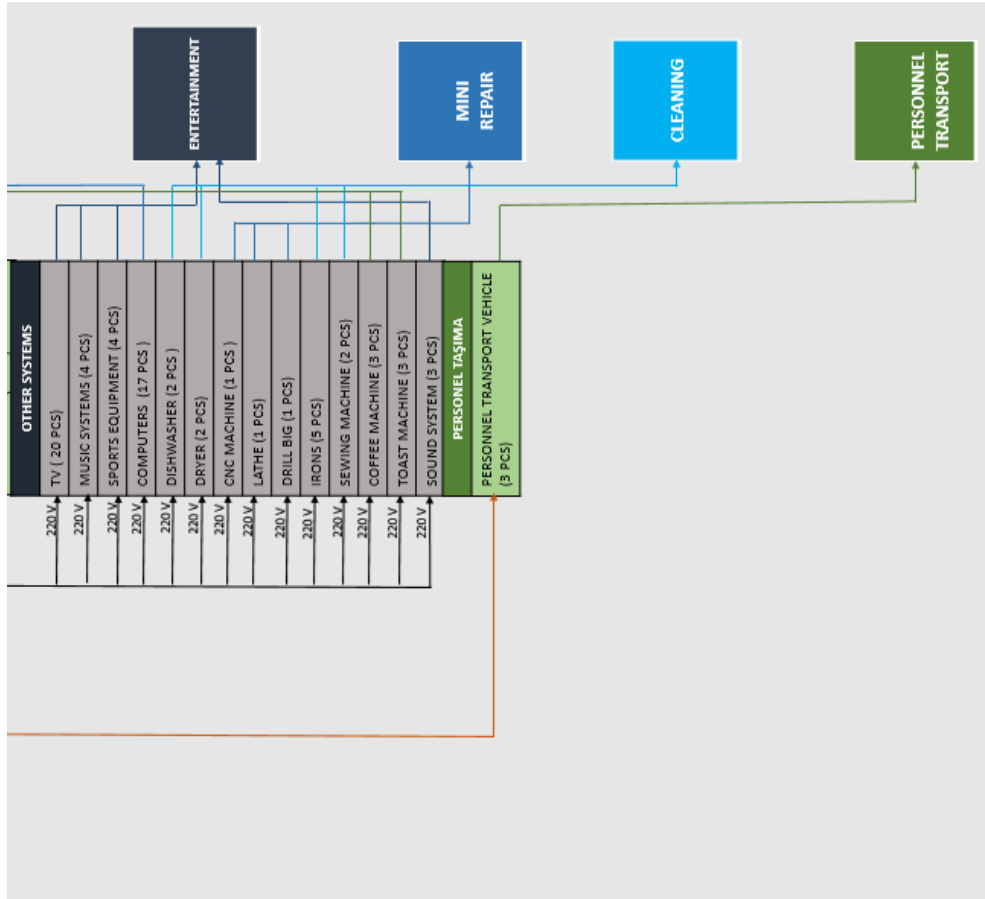 ENTERTAINMENT
MINI
REPAIR
CLEANING
PERSONNEL
TRANSPORT
OTHER SYSTEMS
TV ( 20 PCS)
MUSIC SYSTEMS (4 PCS)
SPORTS EQUIPMENT (4 PCS)
COMPUTERS (17 PCS )
DISHWASHER (2 PCS )
DRYER (2 PCS)
CNC MACHINE (1 PCS )
LATHE (1 PCS)
DRILL BIG (1 PCS)
IRONS (5 PCS)
SEWING MACHINE (2 PCS)
COFFEE MACHINE (3 PCS)
TOAST MACHINE (3 PCS)
SOUND SYSTEM (3 PCS)
PERSONEL TAŞIMA
PERSONNEL TRANSPORT VEHICLE
(3 PCS)
220 V
220 V
220 V
220 V
220 V
220 V
220 V
220 V
220 V
220 V
220 V
220 V
220 V
220 V